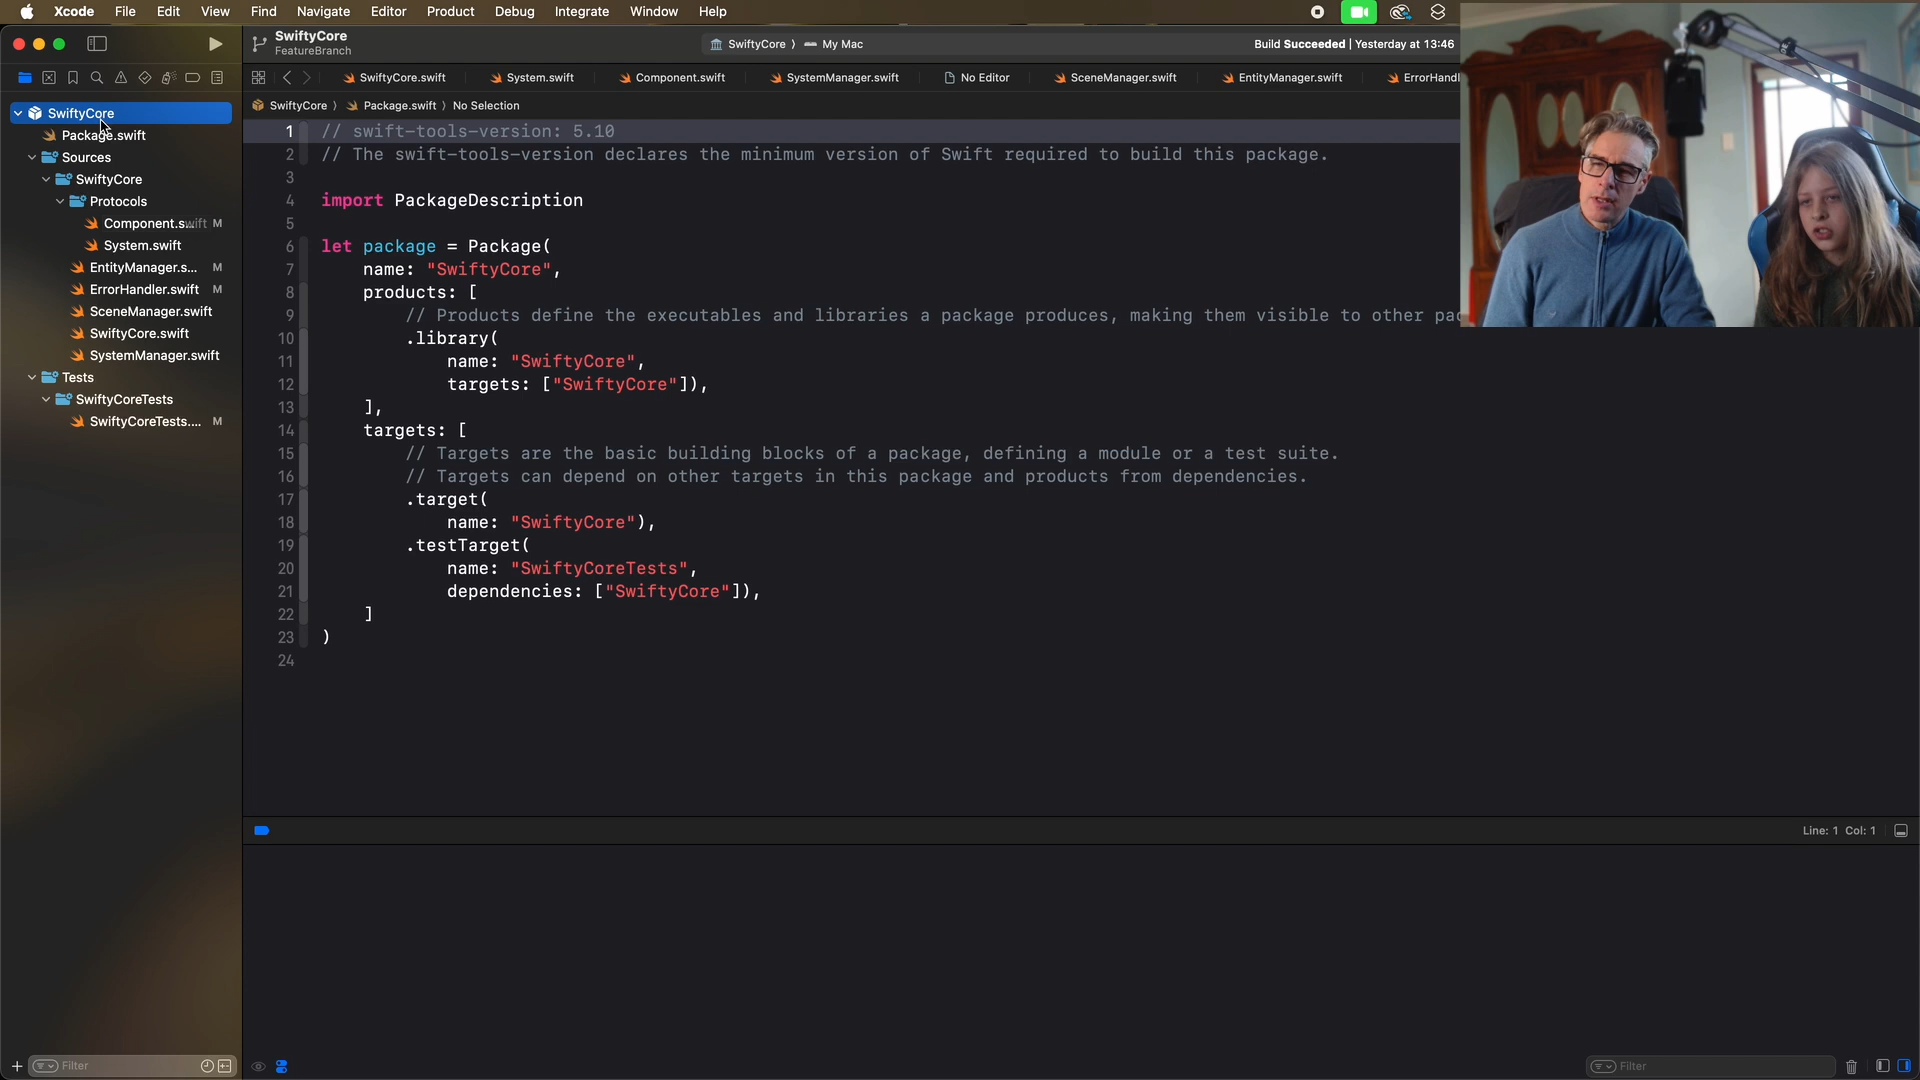 Xcode File Edit View Find Navigate Editor Product Debug Integrate Window Help
SwiftyCore
FeatureBranch
SwiftyCore 〉 My Mac
Build Succeeded | Yesterday at 13:46
SwiftyCore.swift System.swift Component.swift SystemManager.swift No Editor SceneManager.swift EntityManager.swift ErrorHandl
SwiftyCore 〉 Package.swift 〉 No Selection
SwiftyCore
Package.swift
Sources
SwiftyCore
Protocols
Component.swift M
System.swift
EntityManager.s... M
ErrorHandler.swift M
SceneManager.swift
SwiftyCore.swift
SystemManager.swift
Tests
SwiftyCoreTests
SwiftyCoreTests.... M
Filter
1 // swift-tools-version: 5.10
2 // The swift-tools-version declares the minimum version of Swift required to build this package.
3
4 import PackageDescription
5
6 let package = Package(
7 name: "SwiftyCore",
8 products: [
9 // Products define the executables and libraries a package produces, making them visible to other pac
10 .library(
11 name: "SwiftyCore",
12 targets: ["SwiftyCore"]),
13 ],
14 targets: [
15 // Targets are the basic building blocks of a package, defining a module or a test suite.
16 // Targets can depend on other targets in this package and products from dependencies.
17 .target(
18 name: "SwiftyCore"),
19 .testTarget(
20 name: "SwiftyCoreTests",
21 dependencies: ["SwiftyCore"]),
22 ]
23 )
24
Line: 1 Col: 1
Filter